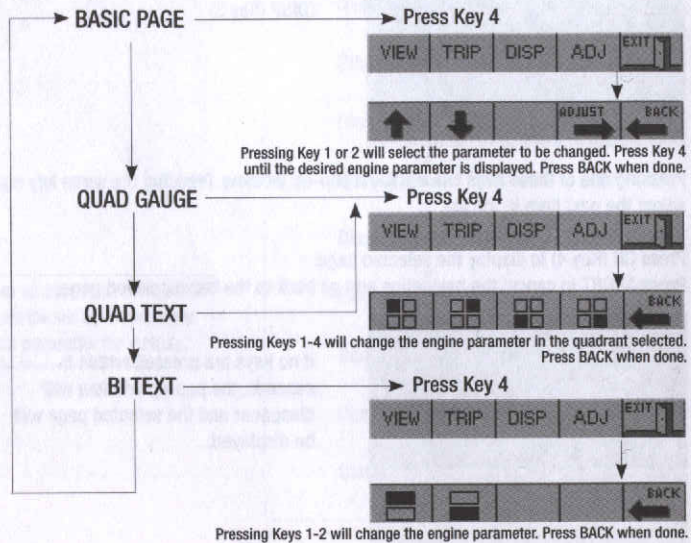 BASIC PAGE
Press Key 4
VIEW TRIP DISP ADJ EXIT
ADJUST BACK
Pressing Key 1 or 2 will select the parameter to be changed. Press Key 4
until the desired engine parameter is displayed. Press BACK when done.
QUAD GAUGE
Press Key 4
VIEW TRIP DISP ADJ EXIT
QUAD TEXT
BACK
Pressing Keys 1-4 will change the engine parameter in the quadrant selected.
Press BACK when done.
BI TEXT
Press Key 4
VIEW TRIP DISP ADJ EXIT
BACK
Pressing Keys 1-2 will change the engine parameter. Press BACK when done.